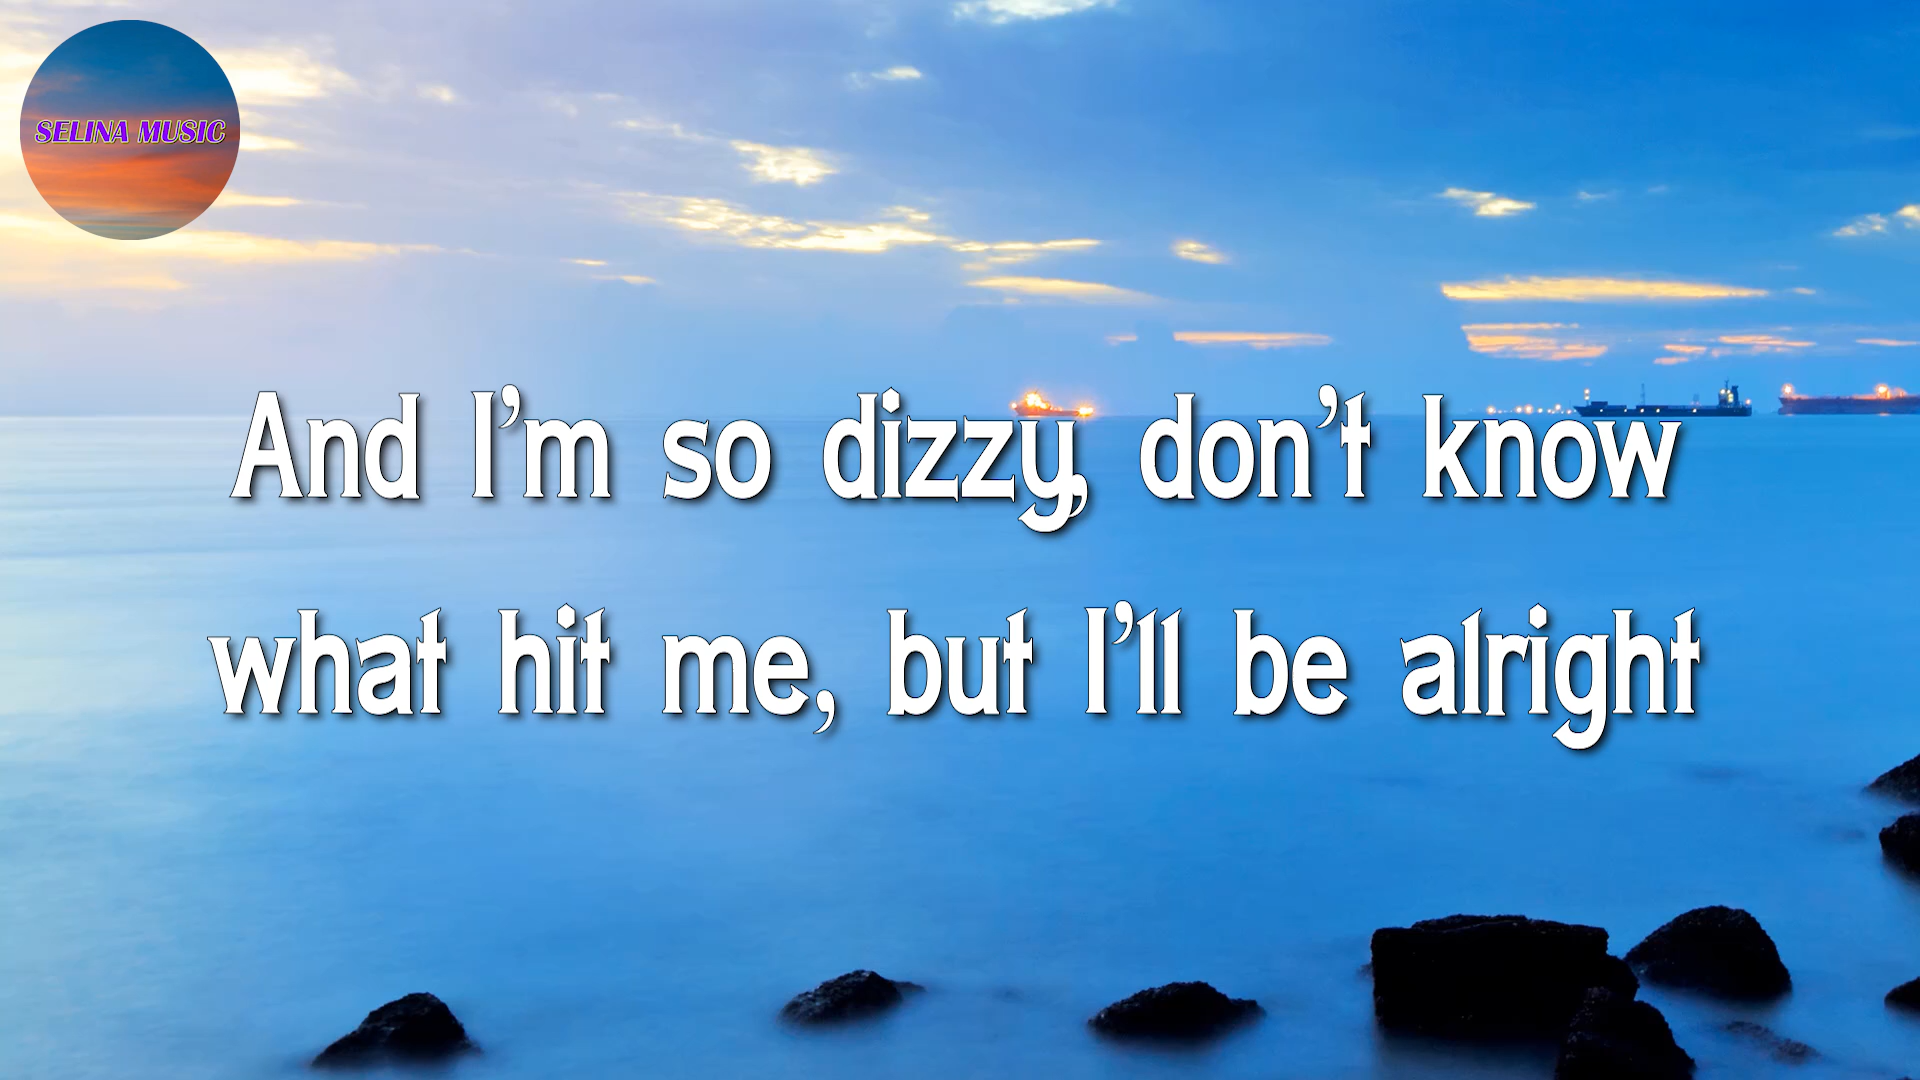 SELINA MUSIC
And I'm so dizzy, don't know
what hit me, but I'll be alright